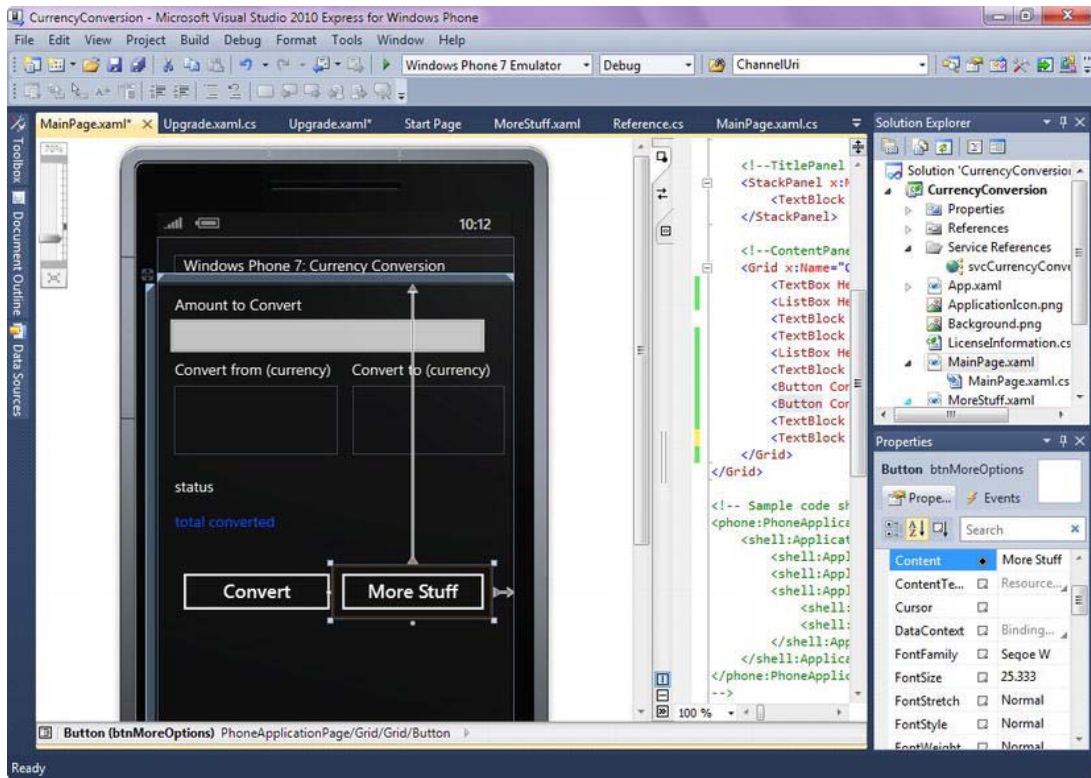 CurrencyConversion - Microsoft Visual Studio 2010 Express for Windows Phone
File Edit View Project Build Debug Format Tools Window Help
Windows Phone 7 Emulator Debug ChannelUri
MainPage.xaml* Upgrade.xaml.cs Upgrade.xaml* Start Page MoreStuff.xaml Reference.cs MainPage.xaml.cs
Toolbox
Document Outline
Data Sources
70%
10:12
Windows Phone 7: Currency Conversion
Amount to Convert
Convert from (currency) Convert to (currency)
status
total converted
Convert More Stuff
<!--TitlePanel
<StackPanel x:N
<TextBlock
</StackPanel>
<!--ContentPane
<Grid x:Name="C
<TextBox He
<ListBox He
<TextBlock
<TextBlock
<ListBox He
<TextBlock
<Button Cor
<Button Cor
<TextBlock
<TextBlock
</Grid>
</Grid>
<!-- Sample code sh
<phone:PhoneApplica
<shell:Applicat
<shell:Appl
<shell:Appl
<shell:Appl
<shell:
<shell:
</shell:App
</shell:Applica
</phone:PhoneApplic
-->
100 %
Button (btnMoreOptions) PhoneApplicationPage/Grid/Grid/Button
Solution Explorer
Solution 'CurrencyConversion
CurrencyConversion
Properties
References
Service References
svcCurrencyConve
App.xaml
ApplicationIcon.png
Background.png
LicenseInformation.cs
MainPage.xaml
MainPage.xaml.cs
MoreStuff.xaml
Properties
Button btnMoreOptions
Prope... Events
Search
Content More Stuff
ContentTe... Resource...
Cursor
DataContext Binding...
FontFamily Segoe W
FontSize 25.333
FontStretch Normal
FontStyle Normal
FontWeight Normal
Ready